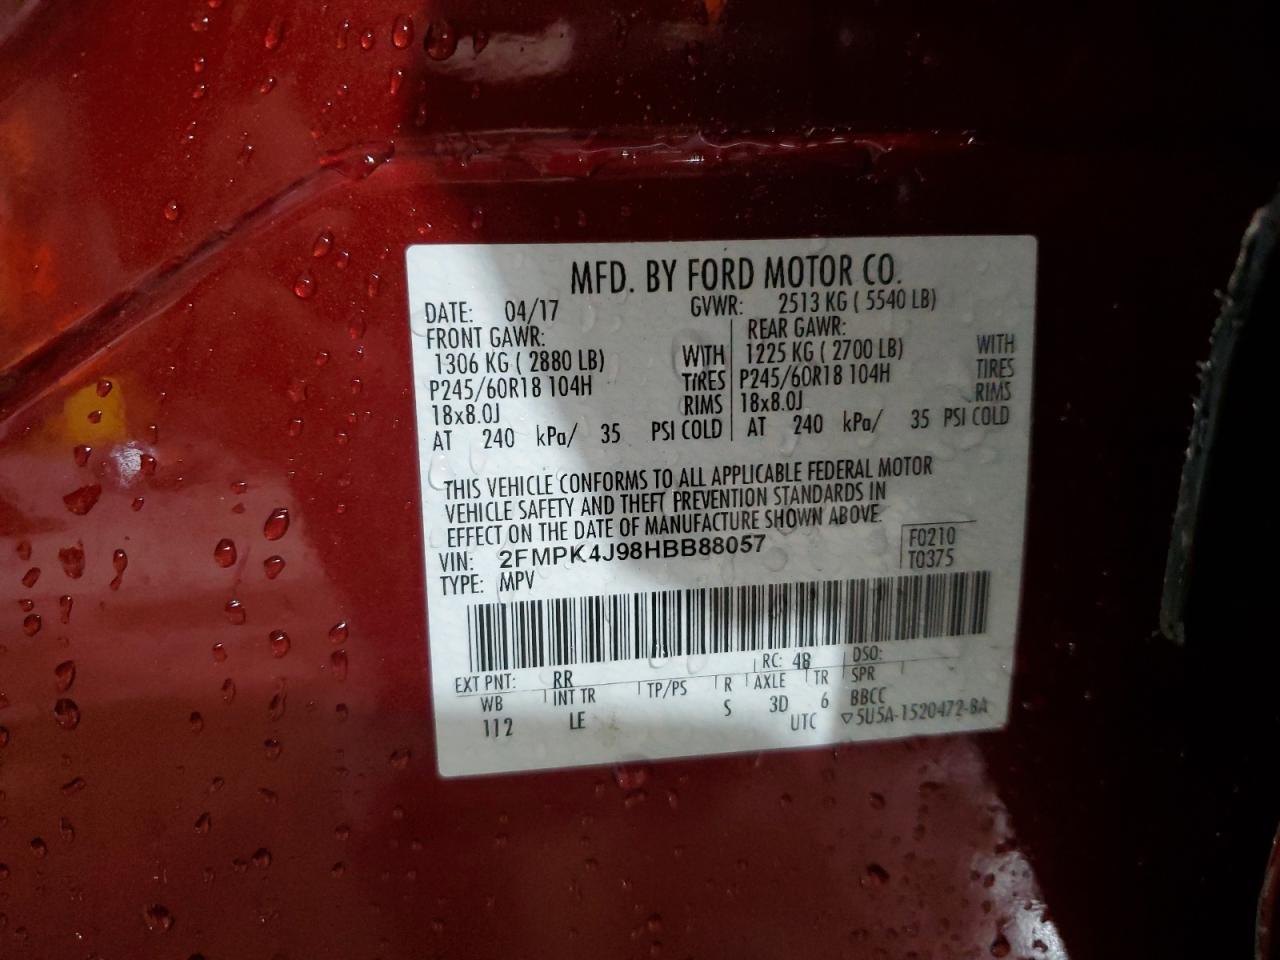 MFD. BY FORD MOTOR CO.
DATE: 04/17 GVWR: 2513 KG ( 5540 LB)
FRONT GAWR: REAR GAWR:
1306 KG ( 2880 LB) WITH 1225 KG ( 2700 LB) WITH
P245/60R18 104H TIRES P245/60R18 104H TIRES
18x8.0J RIMS 18x8.0J RIMS
AT 240 kPa/ 35 PSI COLD AT 240 kPa/ 35 PSI COLD
THIS VEHICLE CONFORMS TO ALL APPLICABLE FEDERAL MOTOR
VEHICLE SAFETY AND THEFT PREVENTION STANDARDS IN
EFFECT ON THE DATE OF MANUFACTURE SHOWN ABOVE.
VIN: 2FMPK4J98HBB88057 F0210
TYPE: MPV T0375
EXT PNT: RR RC: 48 DSO:
WB INT TR TP/PS R AXLE TR SPR
112 LE S 3D 6 BBCC
UTC ▽5U5A-1520472-BA